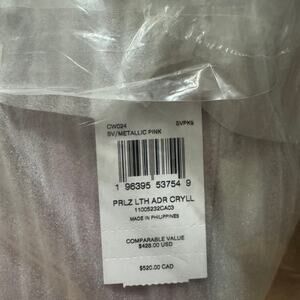 CW024 SVPK9
SV/METALLIC PINK
1 96395 53754 9
PRLZ LTH ADR CRYLL
11005232CA03
MADE IN PHILIPPINES
COMPARABLE VALUE
$428.00 USD
$520.00 CAD